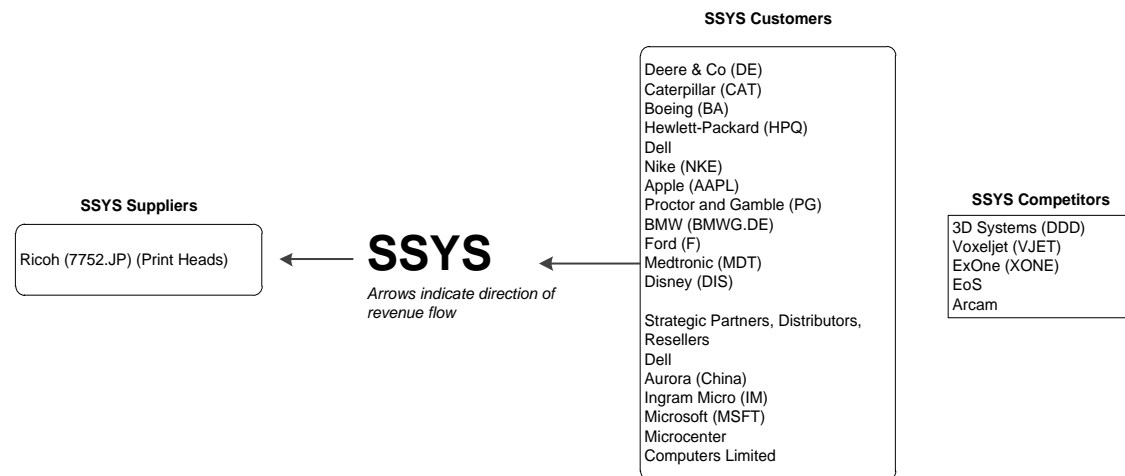 SSYS Customers
Deere & Co (DE)
Caterpillar (CAT)
Boeing (BA)
Hewlett-Packard (HPQ)
Dell
Nike (NKE)
Apple (AAPL)
Proctor and Gamble (PG)
BMW (BMWG.DE)
Ford (F)
Medtronic (MDT)
Disney (DIS)
Strategic Partners, Distributors,
Resellers
Dell
Aurora (China)
Ingram Micro (IM)
Microsoft (MSFT)
Microcenter
Computers Limited
SSYS Suppliers
Ricoh (7752.JP) (Print Heads)
SSYS
Arrows indicate direction of
revenue flow
SSYS Competitors
3D Systems (DDD)
Voxeljet (VJET)
ExOne (XONE)
EoS
Arcam